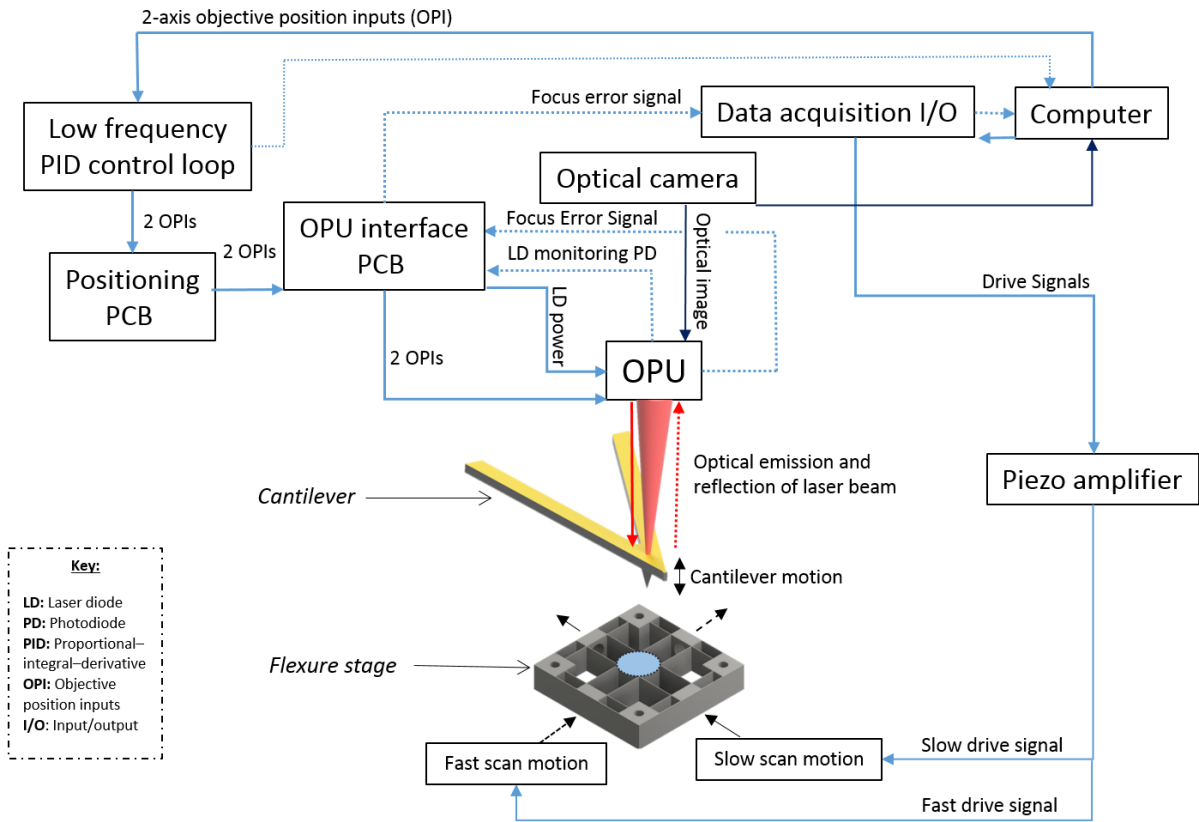 2-axis objective position inputs (OPI)
Low frequency
PID control loop
Focus error signal
Data acquisition I/O
Computer
Optical camera
2 OPIs
OPU interface
PCB
Focus Error Signal
LD monitoring PD
Optical image
2 OPIs
Positioning
PCB
LD power
Drive Signals
2 OPIs
OPU
Optical emission and
reflection of laser beam
Piezo amplifier
Cantilever
Cantilever motion
Key:
LD: Laser diode
PD: Photodiode
PID: Proportional–
integral–derivative
OPI: Objective
position inputs
I/O: Input/output
Flexure stage
Fast scan motion
Slow scan motion
Slow drive signal
Fast drive signal